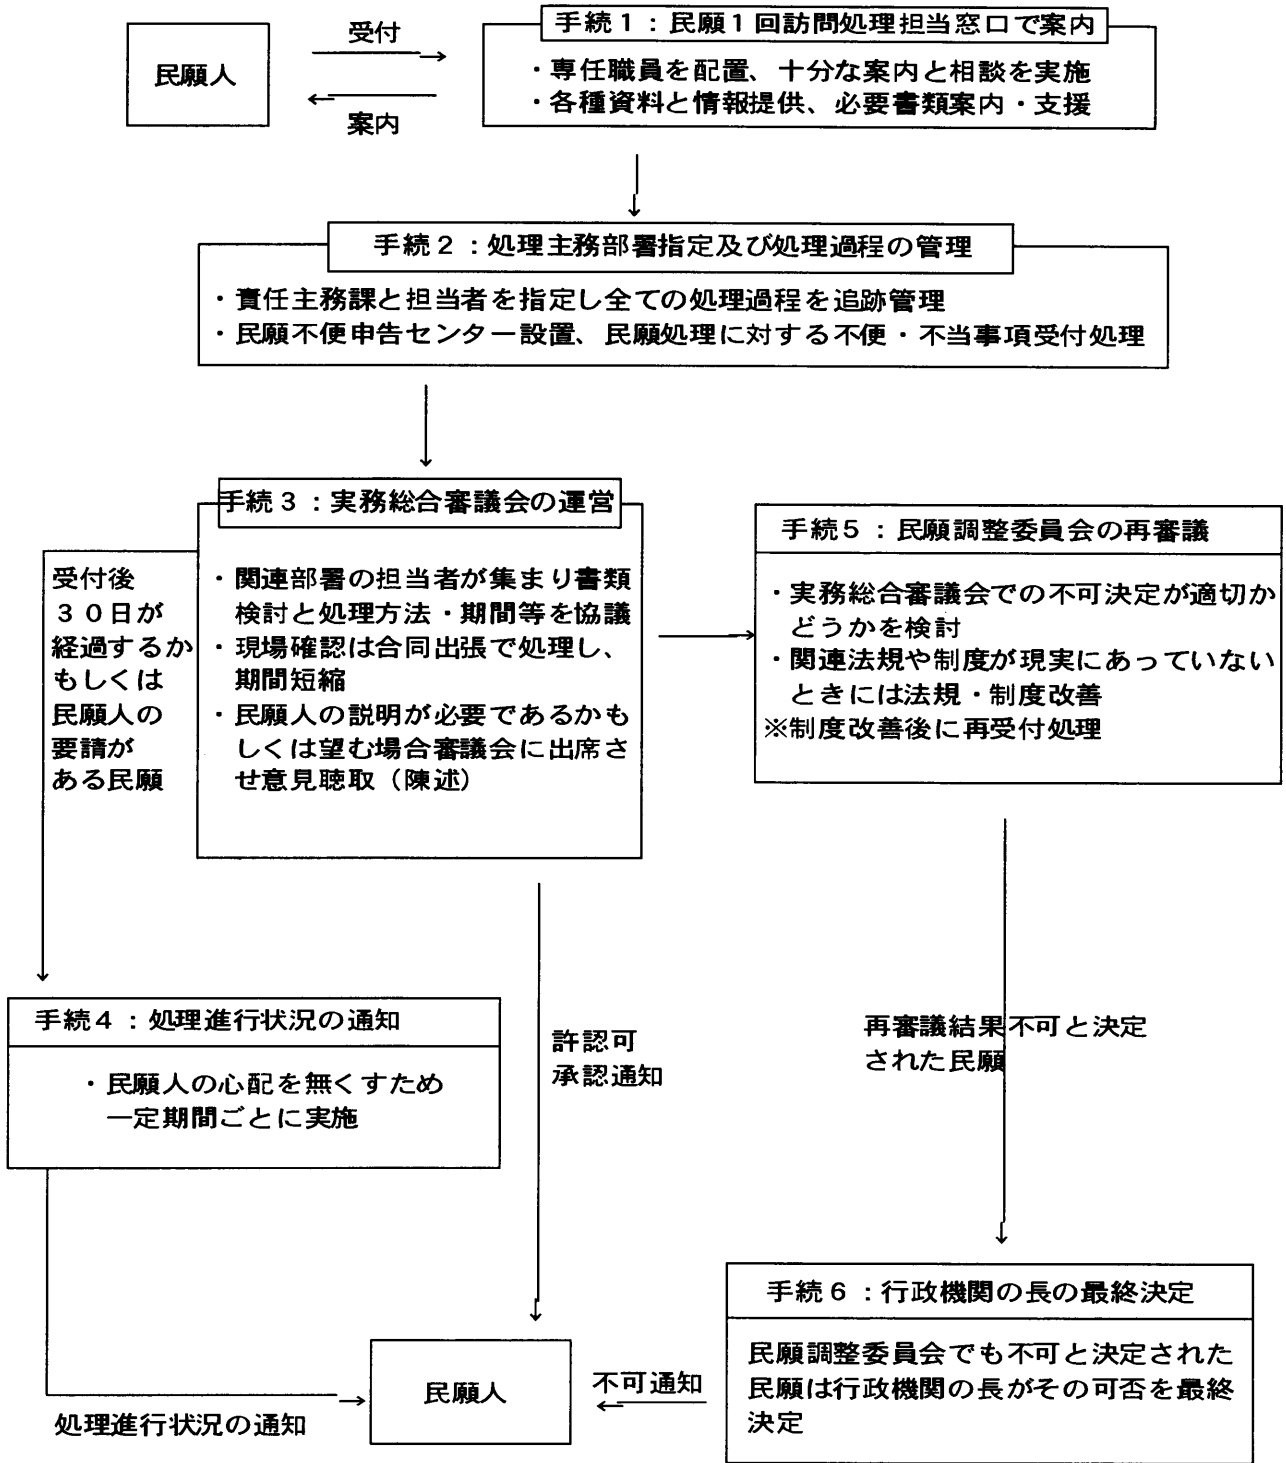 受付
民願人
案内
手続１：民願１回訪問処理担当窓口で案内
・専任職員を配置、十分な案内と相談を実施
・各種資料と情報提供、必要書類案内・支援
手続２：処理主務部署指定及び処理過程の管理
・責任主務課と担当者を指定し全ての処理過程を追跡管理
・民願不便申告センター設置、民願処理に対する不便・不当事項受付処理
手続３：実務総合審議会の運営
・関連部署の担当者が集まり書類
検討と処理方法・期間等を協議
・現場確認は合同出張で処理し、
期間短縮
・民願人の説明が必要であるかも
しくは望む場合審議会に出席さ
せ意見聴取（陳述）
受付後
３０日が
経過するか
もしくは
民願人の
要請が
ある民願
手続５：民願調整委員会の再審議
・実務総合審議会での不可決定が適切か
どうかを検討
・関連法規や制度が現実にあっていない
ときには法規・制度改善
※制度改善後に再受付処理
手続４：処理進行状況の通知
・民願人の心配を無くすため
一定期間ごとに実施
許認可
承認通知
再審議結果不可と決定
された民願
手続６：行政機関の長の最終決定
民願調整委員会でも不可と決定された
民願は行政機関の長がその可否を最終
決定
不可通知
民願人
処理進行状況の通知